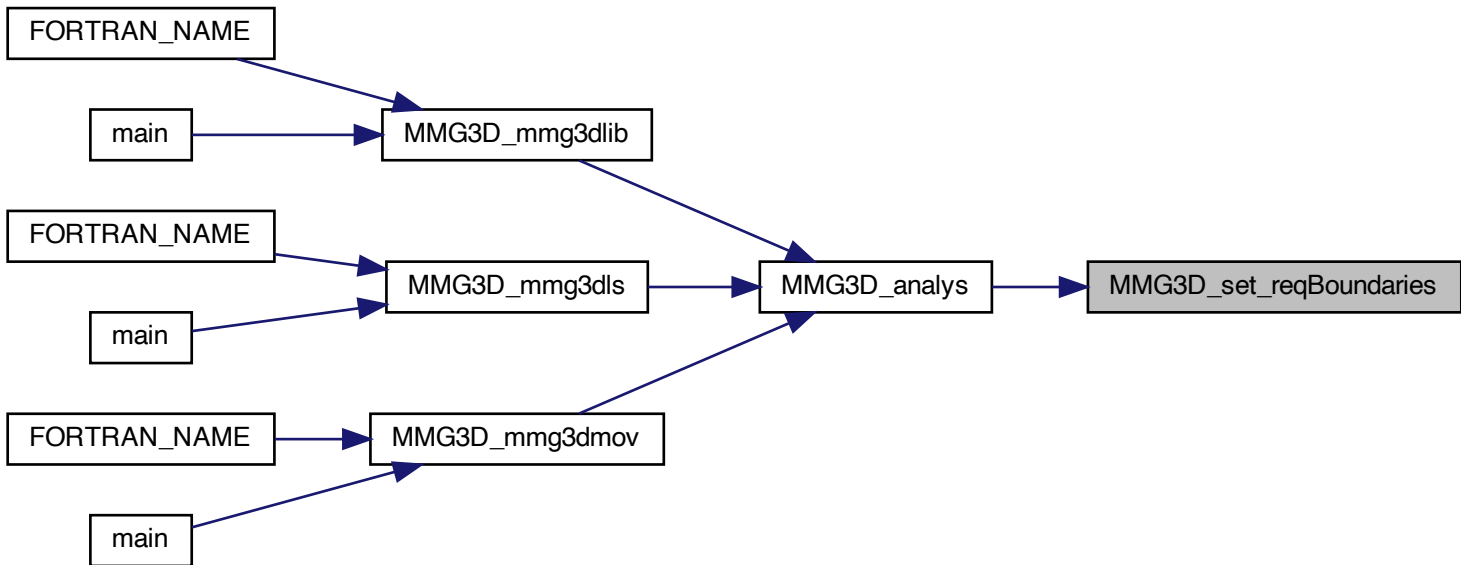 FORTRAN_NAME
main
MMG3D_mmg3dlib
FORTRAN_NAME
main
MMG3D_mmg3dls
MMG3D_analys
MMG3D_set_reqBoundaries
FORTRAN_NAME
main
MMG3D_mmg3dmov